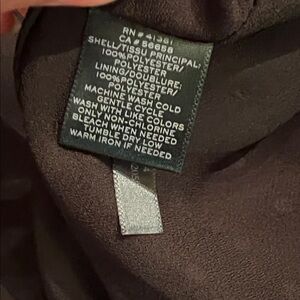 RN# 41381
CA# 56658
SHELL/TISSU PRINCIPAL:
100%POLYESTER/
POLYESTER
LINING/DOUBLURE:
100%POLYESTER/
POLYESTER
MACHINE WASH COLD
GENTLE CYCLE
WASH WITH LIKE COLORS
ONLY NON-CHLORINE
BLEACH WHEN NEEDED
TUMBLE DRY LOW
WARM IRON IF NEEDED